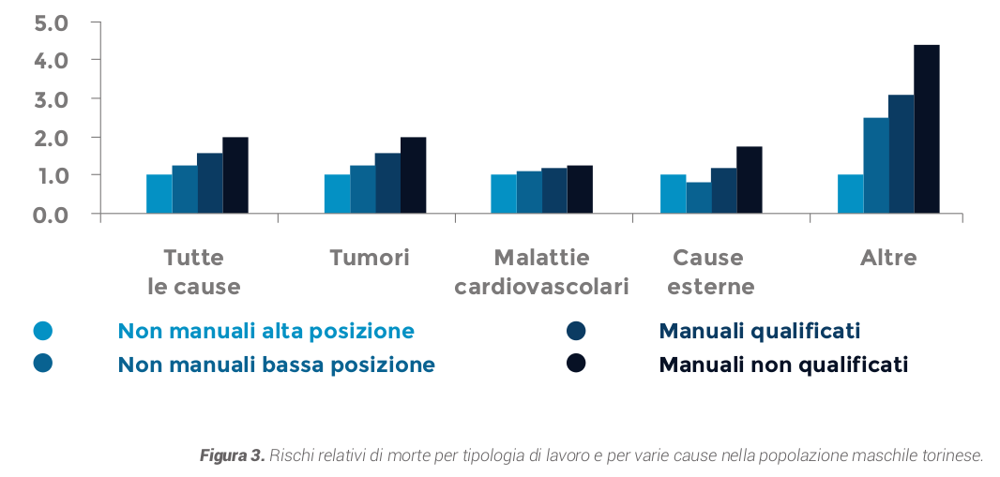 5.0
4.0
3.0
2.0
1.0
0.0
Tutte
le cause
Tumori
Malattie
cardiovascolari
Cause
esterne
Altre
Non manuali alta posizione
Non manuali bassa posizione
Manuali qualificati
Manuali non qualificati
Figura 3. Rischi relativi di morte per tipologia di lavoro e per varie cause nella popolazione maschile torinese.